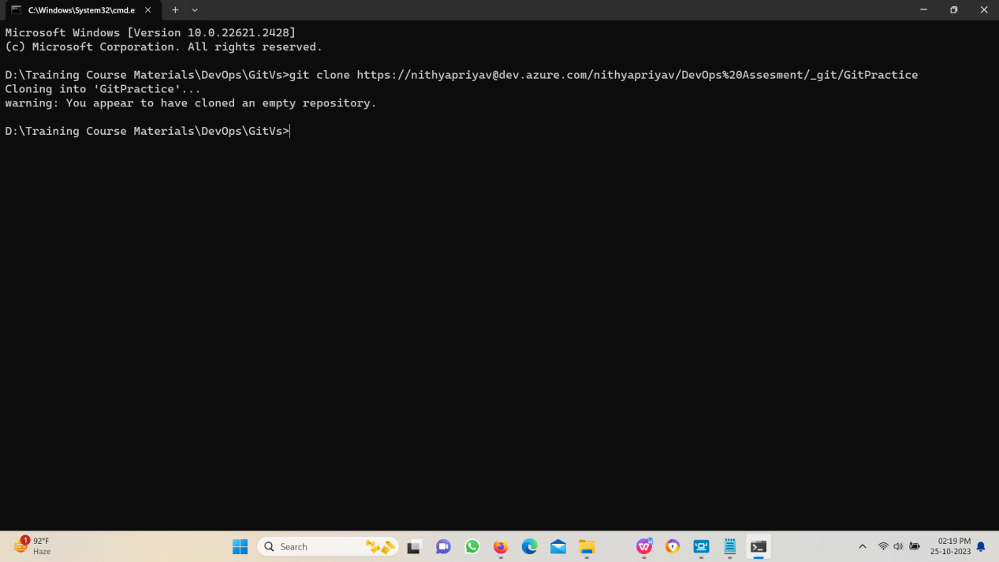 C:\Windows\System32\cmd.e
Microsoft Windows [Version 10.0.22621.2428]
(c) Microsoft Corporation. All rights reserved.
D:\Training Course Materials\DevOps\GitVs>git clone https://nithyapriyav@dev.azure.com/nithyapriyav/DevOps%20Assesment/_git/GitPractice
Cloning into 'GitPractice'...
warning: You appear to have cloned an empty repository.
D:\Training Course Materials\DevOps\GitVs>
1
92°F
Haze
Search
02:19 PM
25-10-2023